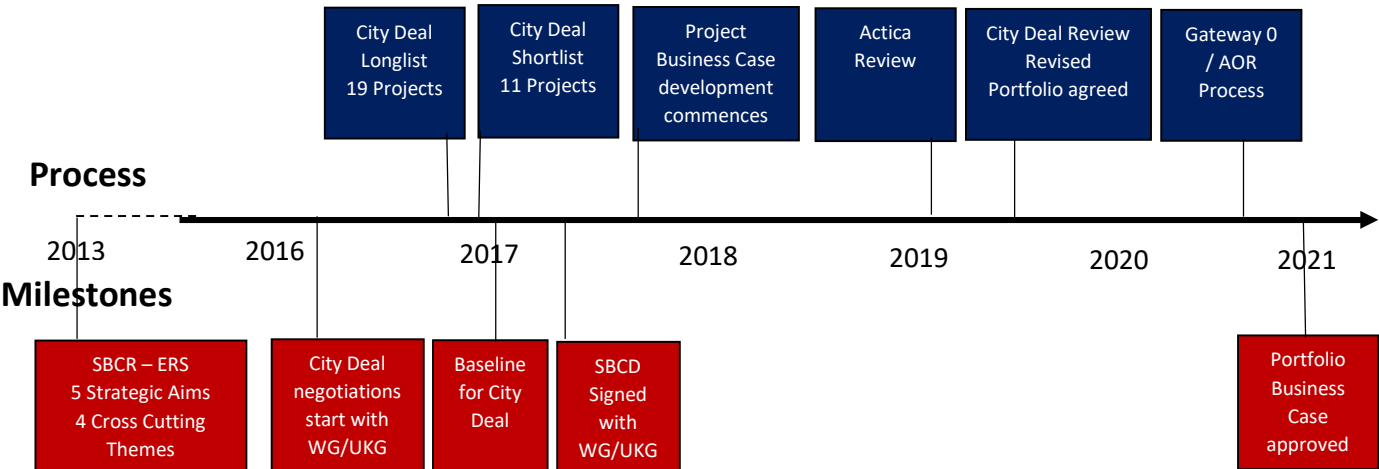 City Deal
Longlist
19 Projects
City Deal
Shortlist
11 Projects
Project
Business Case
development
commences
Actica
Review
City Deal Review
Revised
Portfolio agreed
Gateway 0
/ AOR
Process
Process
2013
2016
2017
2018
2019
2020
2021
Milestones
SBCR – ERS
5 Strategic Aims
4 Cross Cutting
Themes
City Deal
negotiations
start with
WG/UKG
Baseline
for City
Deal
SBCD
Signed
with
WG/UKG
Portfolio
Business
Case
approved